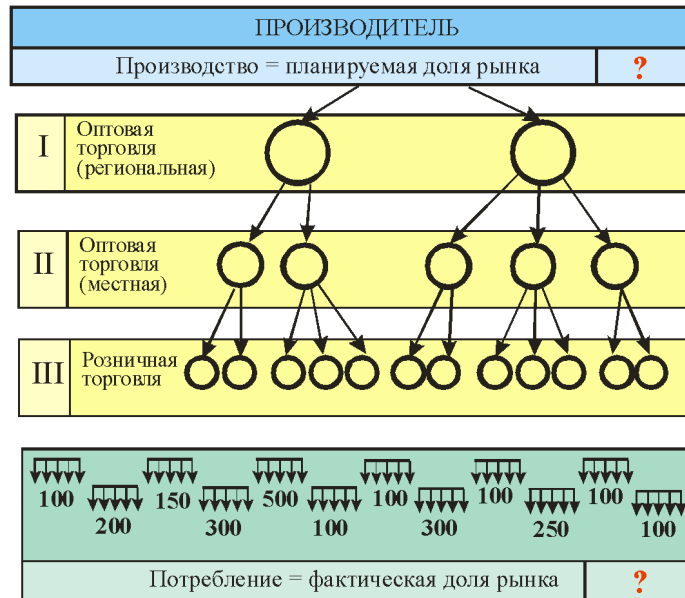 ПРОИЗВОДИТЕЛЬ
Производство = планируемая доля рынка ?
I Оптовая
торговля
(региональная)
II Оптовая
торговля
(местная)
III Розничная
торговля
100 150 500 100 100 100
200 300 100 300 250 100
Потребление = фактическая доля рынка ?